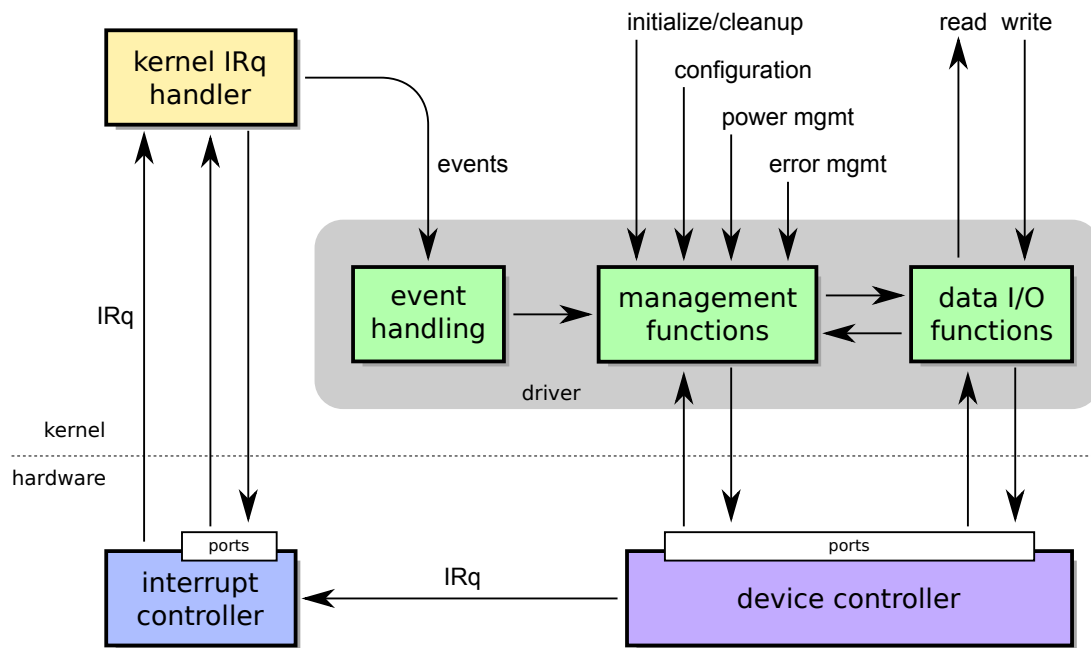 initialize/cleanup
read write
kernel IRq
handler
configuration
power mgmt
events
error mgmt
event
handling
management
functions
data I/O
functions
IRq
driver
kernel
hardware
ports
ports
interrupt
controller
IRq
device controller